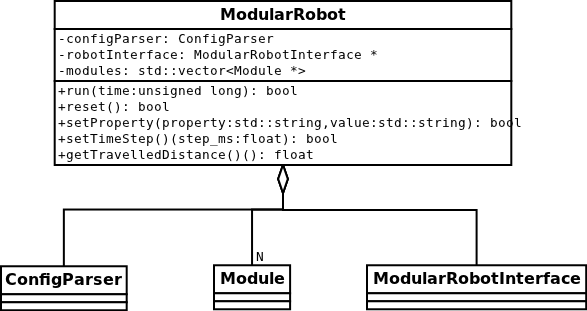 ModularRobot
-configParser: ConfigParser
-robotInterface: ModularRobotInterface *
-modules: std::vector<Module *>
+run(time:unsigned long): bool
+reset(): bool
+setProperty(property:std::string,value:std::string): bool
+setTimeStep()(step_ms:float): bool
+getTravelledDistance()(): float
N
ConfigParser
Module
ModularRobotInterface